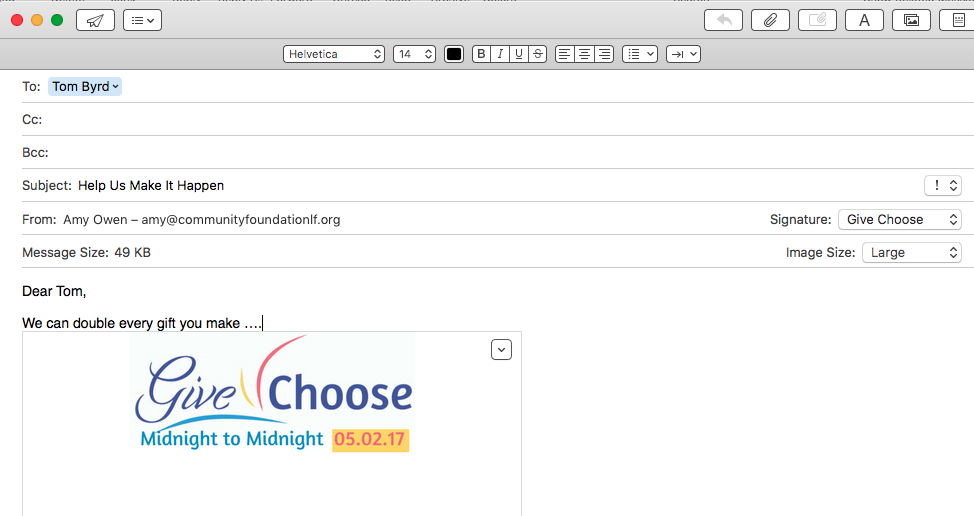 Helvetica 14 B I U S
To: Tom Byrd
Cc:
Bcc:
Subject: Help Us Make It Happen !
From: Amy Owen – amy@communityfoundationlf.org Signature: Give Choose
Message Size: 49 KB Image Size: Large
Dear Tom,
We can double every gift you make ….
Give Choose
Midnight to Midnight 05.02.17